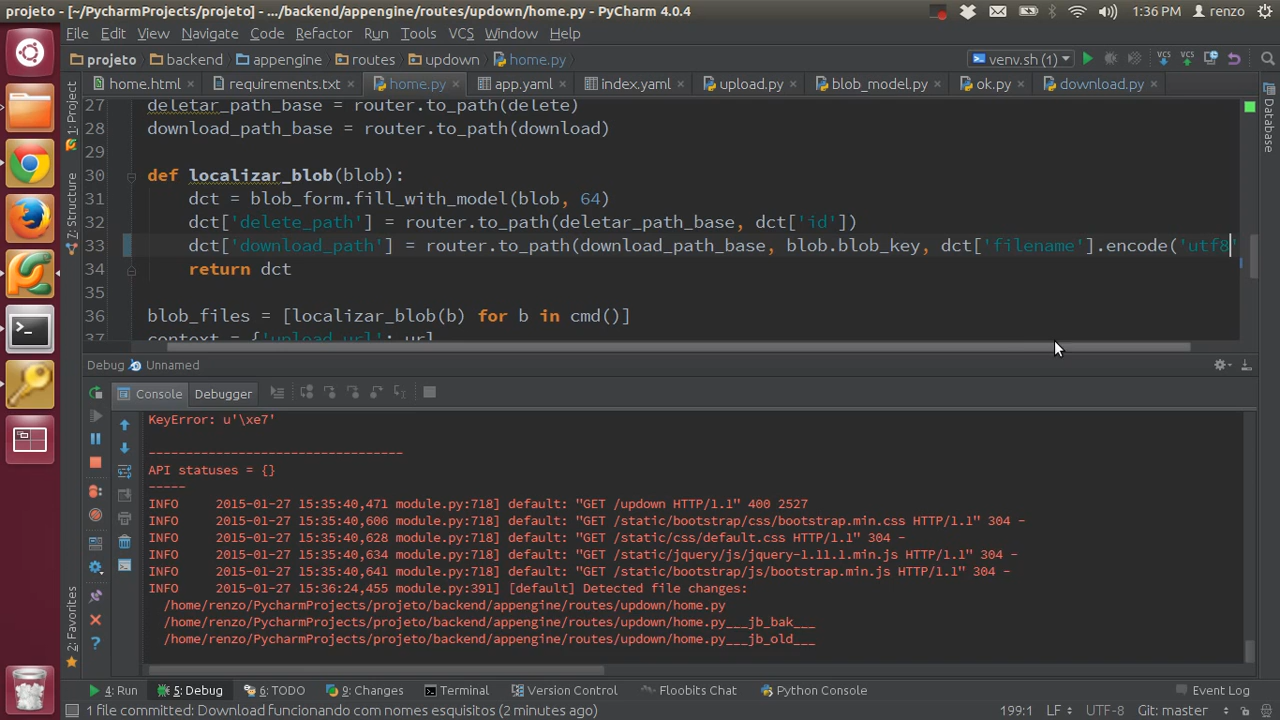 projeto - [~/PycharmProjects/projeto] - .../backend/appengine/routes/updown/home.py - PyCharm 4.0.4
1:36 PM renzo
File Edit View Navigate Code Refactor Run Tools VCS Window Help
projeto backend appengine routes updown home.py venv.sh (1) VCS VCS
home.html requirements.txt home.py app.yaml index.yaml upload.py blob_model.py ok.py download.py
27 deletar_path_base = router.to_path(delete)
28 download_path_base = router.to_path(download)
29
30 def localizar_blob(blob):
31 dct = blob_form.fill_with_model(blob, 64)
32 dct['delete_path'] = router.to_path(deletar_path_base, dct['id'])
33 dct['download_path'] = router.to_path(download_path_base, blob.blob_key, dct['filename'].encode('utf8'
34 return dct
35
36 blob_files = [localizar_blob(b) for b in cmd()]
37 context = {'upload_url': url,
1: Project
7: Structure
2: Favorites
Database
Debug Unnamed
Console Debugger
KeyError: u'\xe7'
---------------------------------
API statuses = {}
-----
INFO 2015-01-27 15:35:40,471 module.py:718] default: "GET /updown HTTP/1.1" 400 2527
INFO 2015-01-27 15:35:40,606 module.py:718] default: "GET /static/bootstrap/css/bootstrap.min.css HTTP/1.1" 304 -
INFO 2015-01-27 15:35:40,628 module.py:718] default: "GET /static/css/default.css HTTP/1.1" 304 -
INFO 2015-01-27 15:35:40,634 module.py:718] default: "GET /static/jquery/js/jquery-1.11.1.min.js HTTP/1.1" 304 -
INFO 2015-01-27 15:35:40,641 module.py:718] default: "GET /static/bootstrap/js/bootstrap.min.js HTTP/1.1" 304 -
INFO 2015-01-27 15:36:24,455 module.py:391] [default] Detected file changes:
/home/renzo/PycharmProjects/projeto/backend/appengine/routes/updown/home.py
/home/renzo/PycharmProjects/projeto/backend/appengine/routes/updown/home.py___jb_bak___
/home/renzo/PycharmProjects/projeto/backend/appengine/routes/updown/home.py___jb_old___
4: Run 5: Debug 6: TODO 9: Changes Terminal Version Control Floobits Chat Python Console Event Log
1 file committed: Download funcionando com nomes esquisitos (2 minutes ago) 199:1 LF UTF-8 Git: master